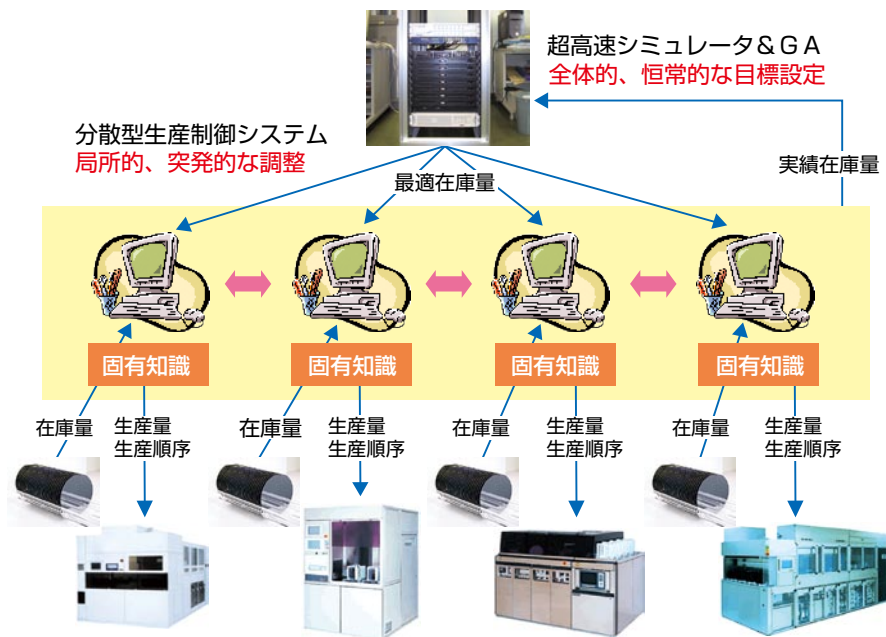 超高速シミュレータ&GA
全体的、恒常的な目標設定
分散型生産制御システム
局所的、突発的な調整
最適在庫量
実績在庫量
固有知識
固有知識
固有知識
固有知識
在庫量
生産量
生産順序
在庫量
生産量
生産順序
在庫量
生産量
生産順序
在庫量
生産量
生産順序